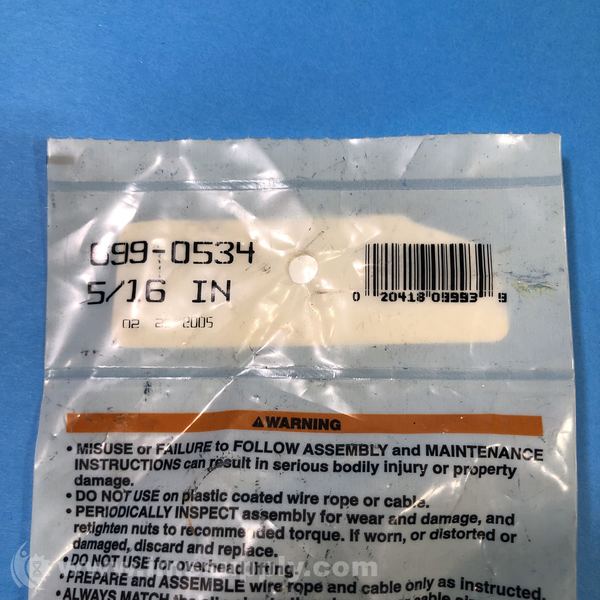 099-0534
5/16 IN
02 2 2005
0 20418 09993 9
⚠WARNING
• MISUSE or FAILURE to FOLLOW ASSEMBLY and MAINTENANCE
INSTRUCTIONS can result in serious bodily injury or property
damage.
• DO NOT USE on plastic coated wire rope or cable.
• PERIODICALLY INSPECT assembly for wear and damage, and
retighten nuts to recommended torque. If worn, or distorted or
damaged, discard and replace.
• DO NOT USE for overhead lifting.
• PREPARE and ASSEMBLE wire rope and cable only as instructed.
• ALWAYS MATCH the